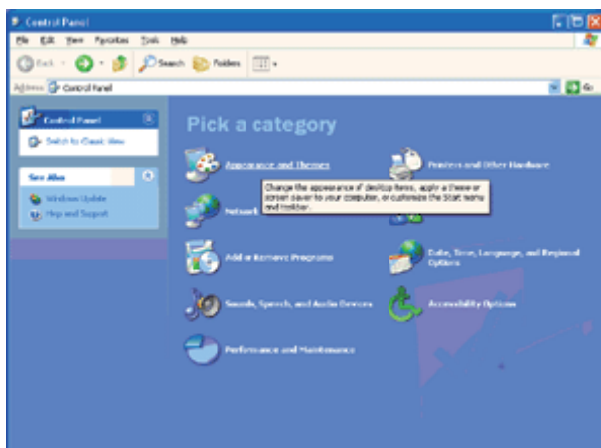 Control Panel
File Edit View Favorites Tools Help
Back Search Folders
Address Control Panel Go
Control Panel
Switch to Classic View
See Also
Windows Update
Help and Support
Pick a category
Appearance and Themes
Printers and Other Hardware
Change the appearance of desktop items, apply a theme or
screen saver to your computer, or customize the Start menu
and taskbar.
Network
Add or Remove Programs
Date, Time, Language, and Regional
Options
Sounds, Speech, and Audio Devices
Accessibility Options
Performance and Maintenance